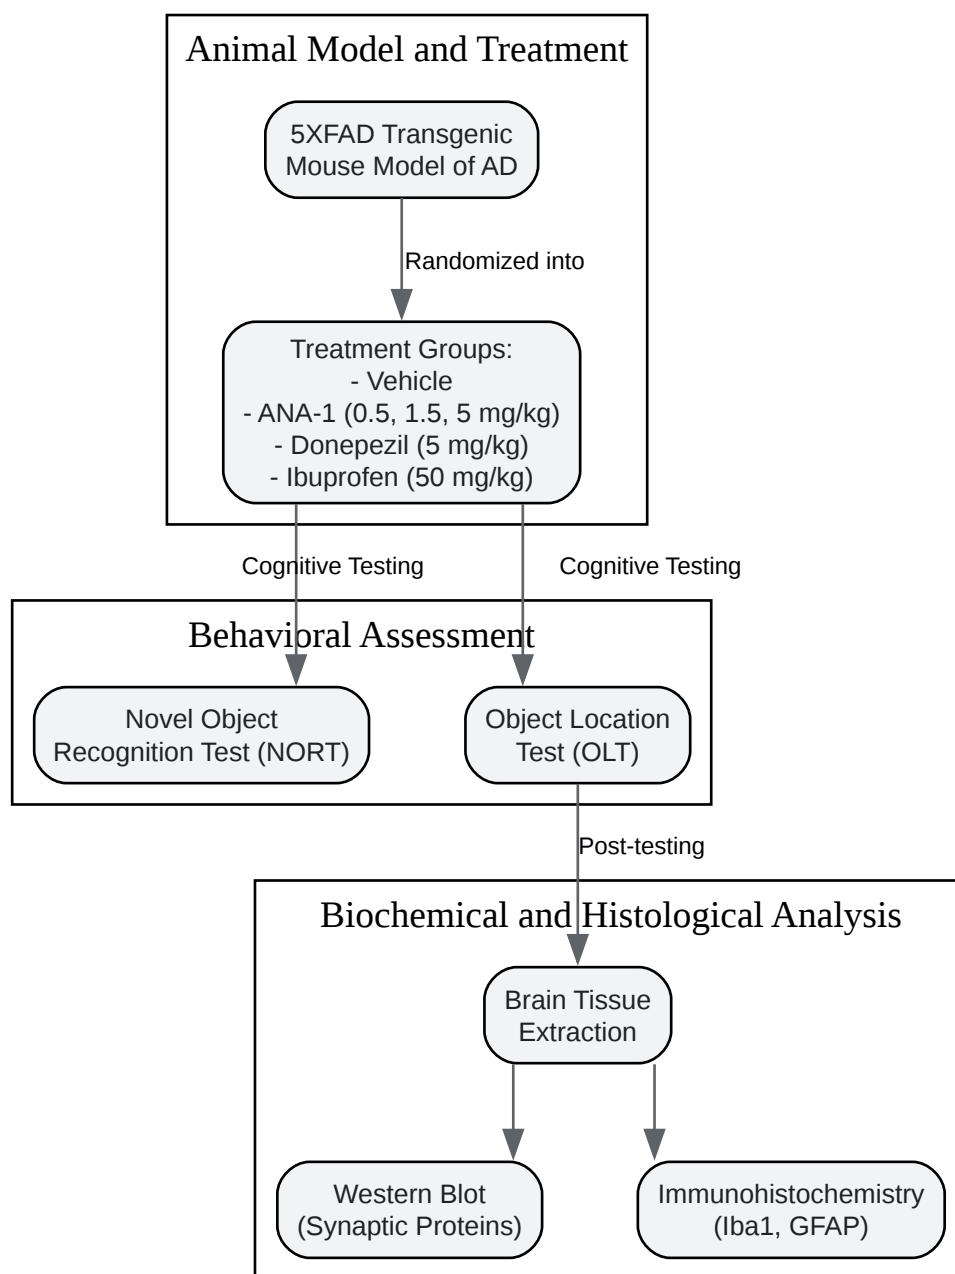 Animal Model and Treatment
5XFAD Transgenic
Mouse Model of AD
Randomized into
Treatment Groups:
- Vehicle
- ANA-1 (0.5, 1.5, 5 mg/kg)
- Donepezil (5 mg/kg)
- Ibuprofen (50 mg/kg)
Cognitive Testing
Cognitive Testing
Behavioral Assessment
Novel Object
Recognition Test (NORT)
Object Location
Test (OLT)
Post-testing
Biochemical and Histological Analysis
Brain Tissue
Extraction
Western Blot
(Synaptic Proteins)
Immunohistochemistry
(Iba1, GFAP)